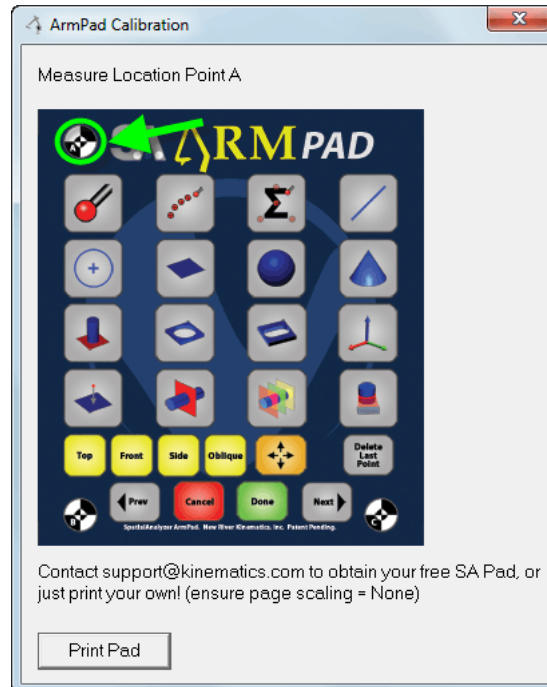 ArmPad Calibration
Measure Location Point A
A
SA ARMPAD
Σ
Top Front Side Oblique Delete
Last
Point
B Prev Cancel Done Next C
SpatialAnalyzer ArmPad. New River Kinematics, Inc. Patent Pending.
Contact support@kinematics.com to obtain your free SA Pad, or
just print your own! (ensure page scaling = None)
Print Pad